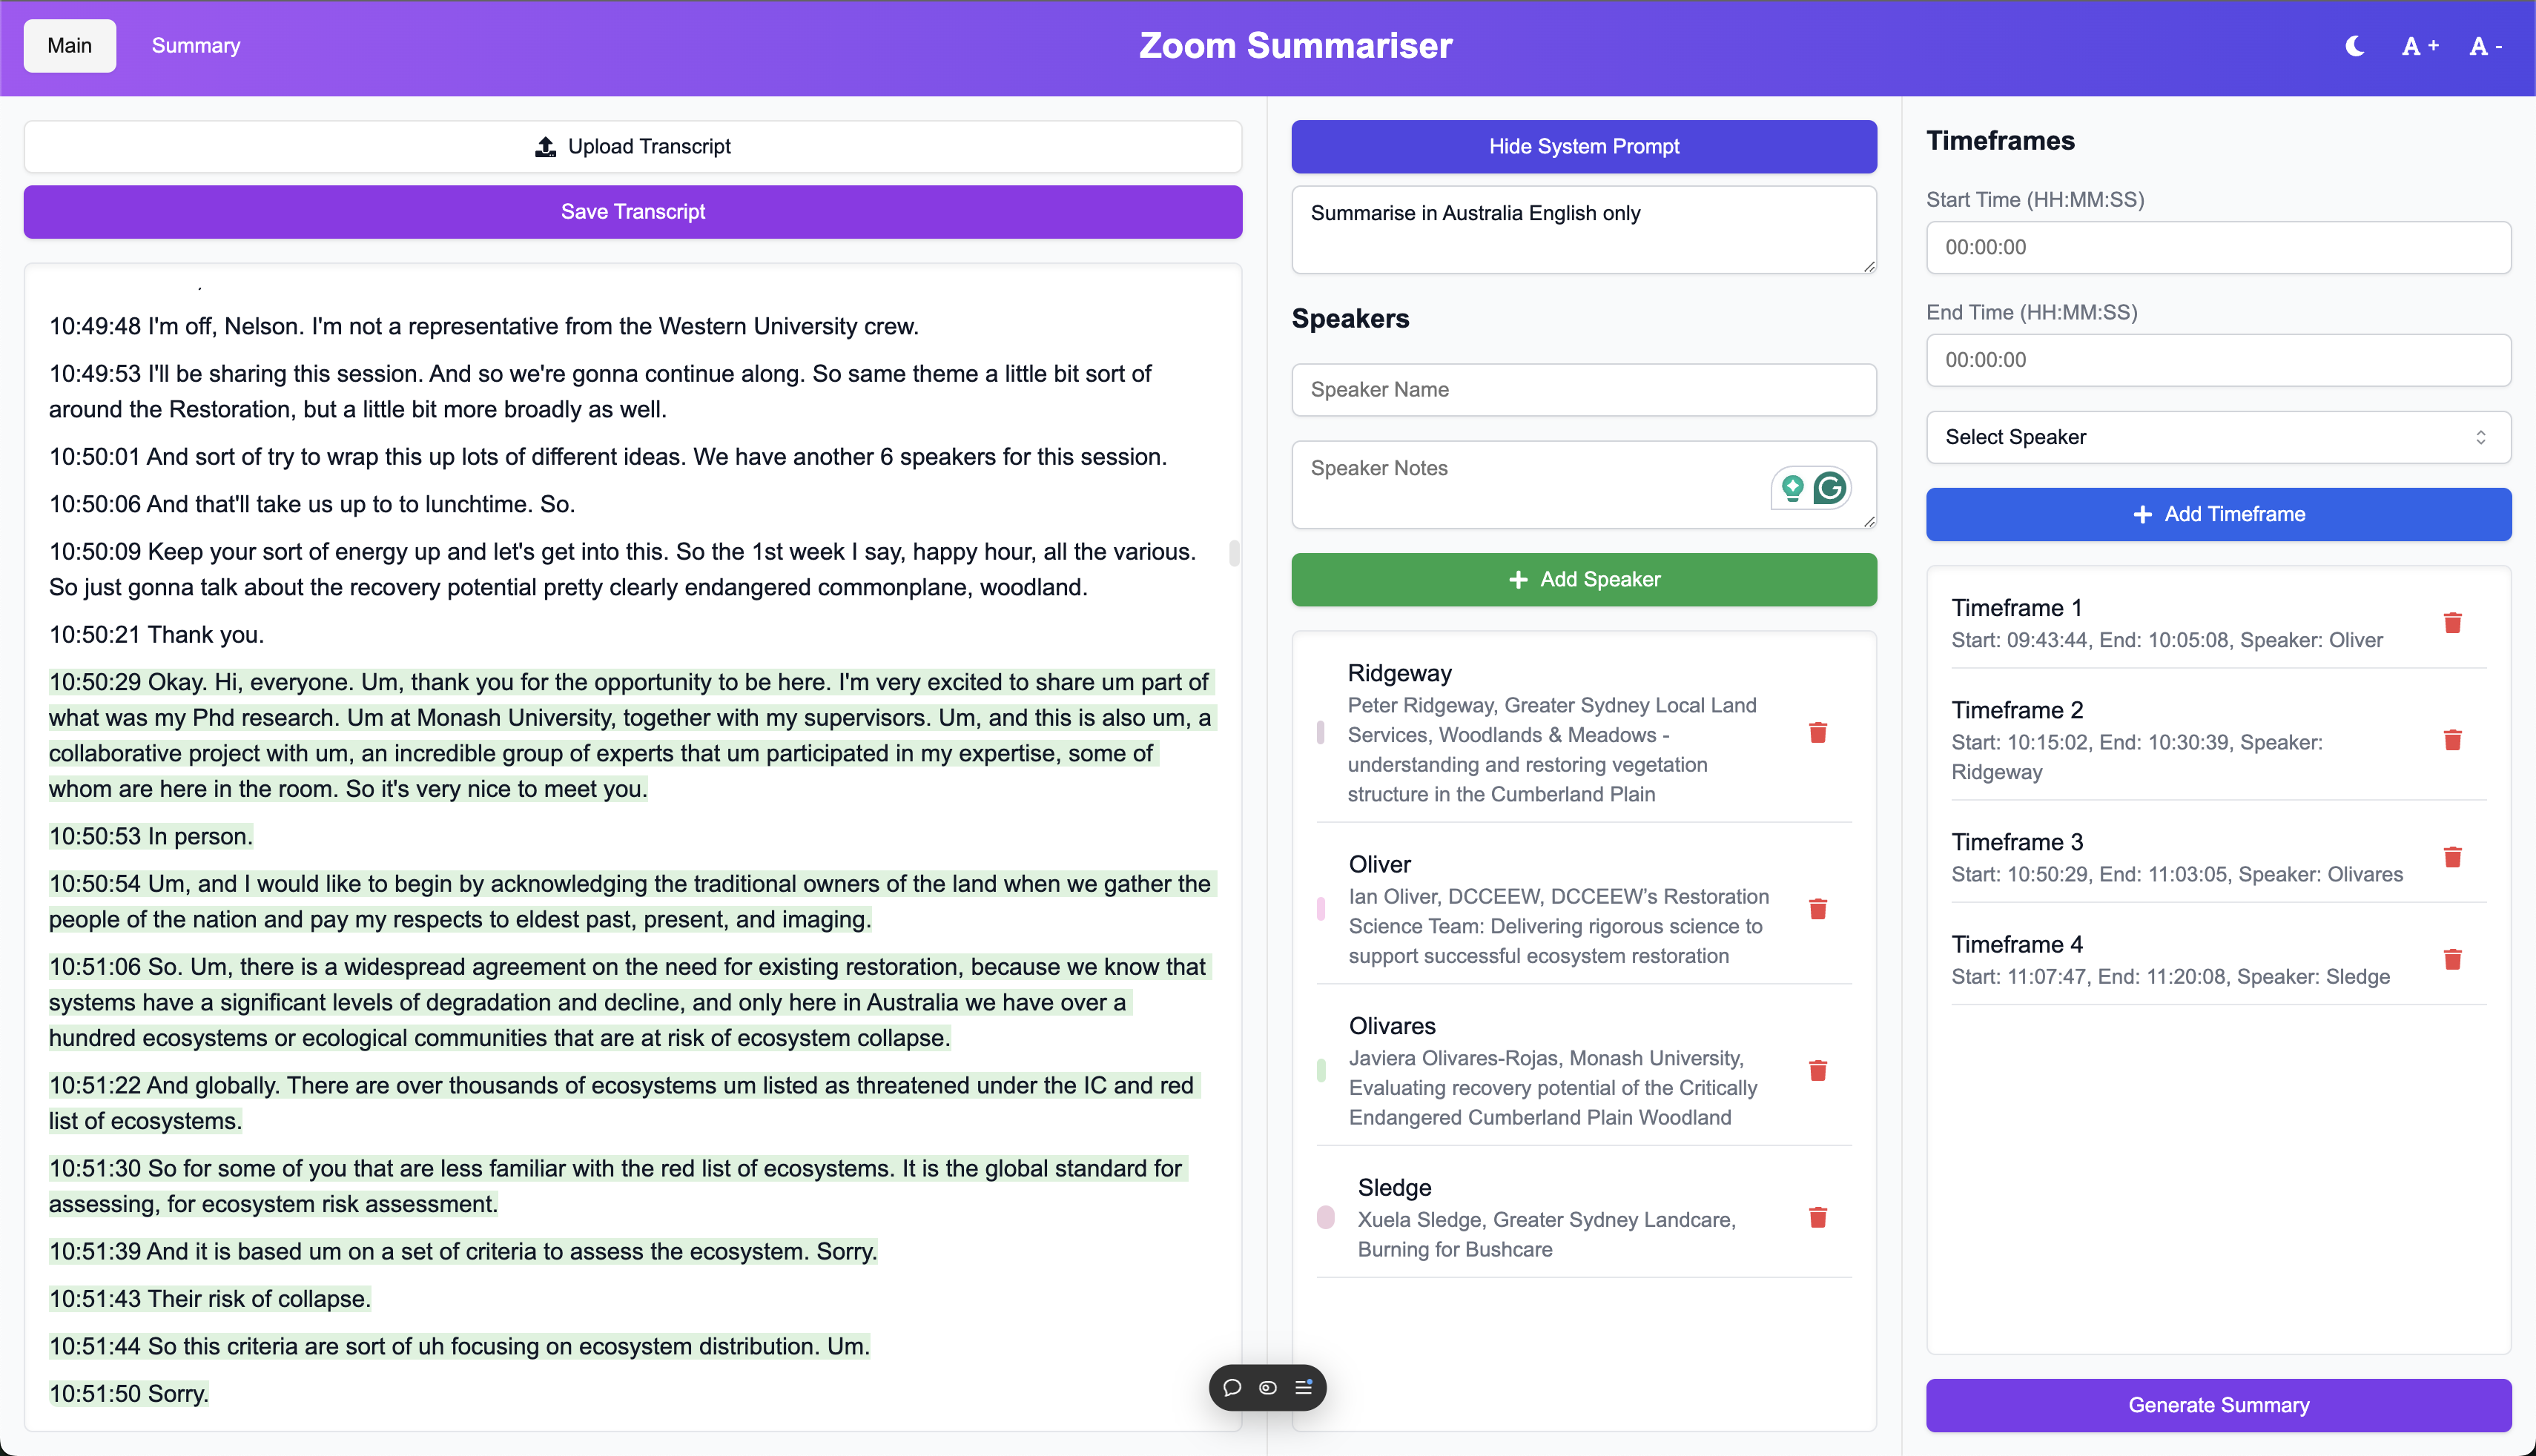 Main
Summary
Zoom Summariser
A +
A -
Upload Transcript
Save Transcript
10:49:48 I'm off, Nelson. I'm not a representative from the Western University crew.
10:49:53 I'll be sharing this session. And so we're gonna continue along. So same theme a little bit sort of
around the Restoration, but a little bit more broadly as well.
10:50:01 And sort of try to wrap this up lots of different ideas. We have another 6 speakers for this session.
10:50:06 And that'll take us up to to lunchtime. So.
10:50:09 Keep your sort of energy up and let's get into this. So the 1st week I say, happy hour, all the various.
So just gonna talk about the recovery potential pretty clearly endangered commonplane, woodland.
10:50:21 Thank you.
10:50:29 Okay. Hi, everyone. Um, thank you for the opportunity to be here. I'm very excited to share um part of
what was my Phd research. Um at Monash University, together with my supervisors. Um, and this is also um, a
collaborative project with um, an incredible group of experts that um participated in my expertise, some of
whom are here in the room. So it's very nice to meet you.
10:50:53 In person.
10:50:54 Um, and I would like to begin by acknowledging the traditional owners of the land when we gather the
people of the nation and pay my respects to eldest past, present, and imaging.
10:51:06 So. Um, there is a widespread agreement on the need for existing restoration, because we know that
systems have a significant levels of degradation and decline, and only here in Australia we have over a
hundred ecosystems or ecological communities that are at risk of ecosystem collapse.
10:51:22 And globally. There are over thousands of ecosystems um listed as threatened under the IC and red
list of ecosystems.
10:51:30 So for some of you that are less familiar with the red list of ecosystems. It is the global standard for
assessing, for ecosystem risk assessment.
10:51:39 And it is based um on a set of criteria to assess the ecosystem. Sorry.
10:51:43 Their risk of collapse.
10:51:44 So this criteria are sort of uh focusing on ecosystem distribution. Um.
10:51:50 Sorry.
Hide System Prompt
Summarise in Australia English only
Speakers
Speaker Name
Speaker Notes
Add Speaker
Ridgeway
Peter Ridgeway, Greater Sydney Local Land
Services, Woodlands & Meadows -
understanding and restoring vegetation
structure in the Cumberland Plain
Oliver
Ian Oliver, DCCEEW, DCCEEW's Restoration
Science Team: Delivering rigorous science to
support successful ecosystem restoration
Olivares
Javiera Olivares-Rojas, Monash University,
Evaluating recovery potential of the Critically
Endangered Cumberland Plain Woodland
Sledge
Xuela Sledge, Greater Sydney Landcare,
Burning for Bushcare
Timeframes
Start Time (HH:MM:SS)
00:00:00
End Time (HH:MM:SS)
00:00:00
Select Speaker
Add Timeframe
Timeframe 1
Start: 09:43:44, End: 10:05:08, Speaker: Oliver
Timeframe 2
Start: 10:15:02, End: 10:30:39, Speaker:
Ridgeway
Timeframe 3
Start: 10:50:29, End: 11:03:05, Speaker: Olivares
Timeframe 4
Start: 11:07:47, End: 11:20:08, Speaker: Sledge
Generate Summary